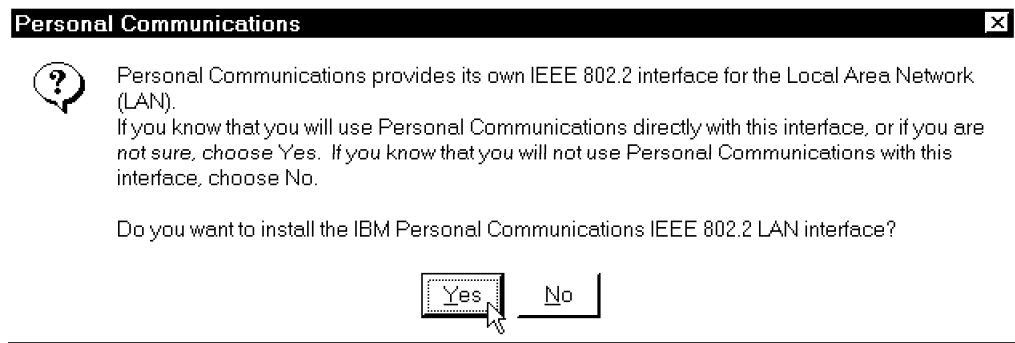 Personal Communications
Personal Communications provides its own IEEE 802.2 interface for the Local Area Network
(LAN).
If you know that you will use Personal Communications directly with this interface, or if you are
not sure, choose Yes.  If you know that you will not use Personal Communications with this
interface, choose No.
Do you want to install the IBM Personal Communications IEEE 802.2 LAN interface?
Yes No